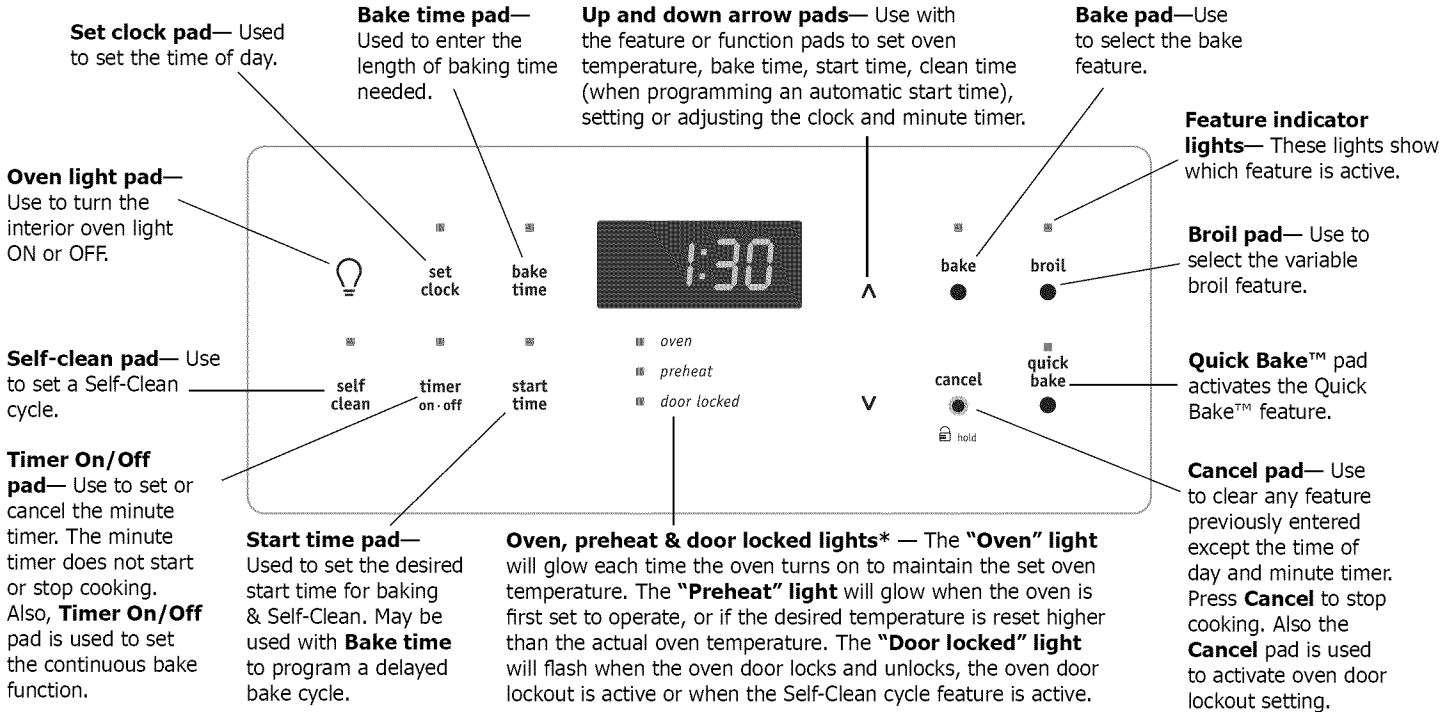 Set clock pad— Used
to set the time of day.
Bake time pad—
Used to enter the
length of baking time
needed.
Up and down arrow pads— Use with
the feature or function pads to set oven
temperature, bake time, start time, clean time
(when programming an automatic start time),
setting or adjusting the clock and minute timer.
Bake pad—Use
to select the bake
feature.
Feature indicator
lights— These lights show
which feature is active.
Oven light pad—
Use to turn the
interior oven light
ON or OFF.
Broil pad— Use to
select the variable
broil feature.
set
clock
bake
time
1:30
bake
broil
Self-clean pad— Use
to set a Self-Clean
cycle.
self
clean
timer
on·off
start
time
oven
preheat
door locked
cancel
hold
quick
bake
Quick Bake™ pad
activates the Quick
Bake™ feature.
Timer On/Off
pad— Use to set or
cancel the minute
timer. The minute
timer does not start
or stop cooking.
Also, Timer On/Off
pad is used to set
the continuous bake
function.
Start time pad—
Used to set the desired
start time for baking
& Self-Clean. May be
used with Bake time
to program a delayed
bake cycle.
Oven, preheat & door locked lights* — The “Oven” light
will glow each time the oven turns on to maintain the set oven
temperature. The “Preheat” light will glow when the oven is
first set to operate, or if the desired temperature is reset higher
than the actual oven temperature. The “Door locked” light
will flash when the oven door locks and unlocks, the oven door
lockout is active or when the Self-Clean cycle feature is active.
Cancel pad— Use
to clear any feature
previously entered
except the time of
day and minute timer.
Press Cancel to stop
cooking. Also the
Cancel pad is used
to activate oven door
lockout setting.